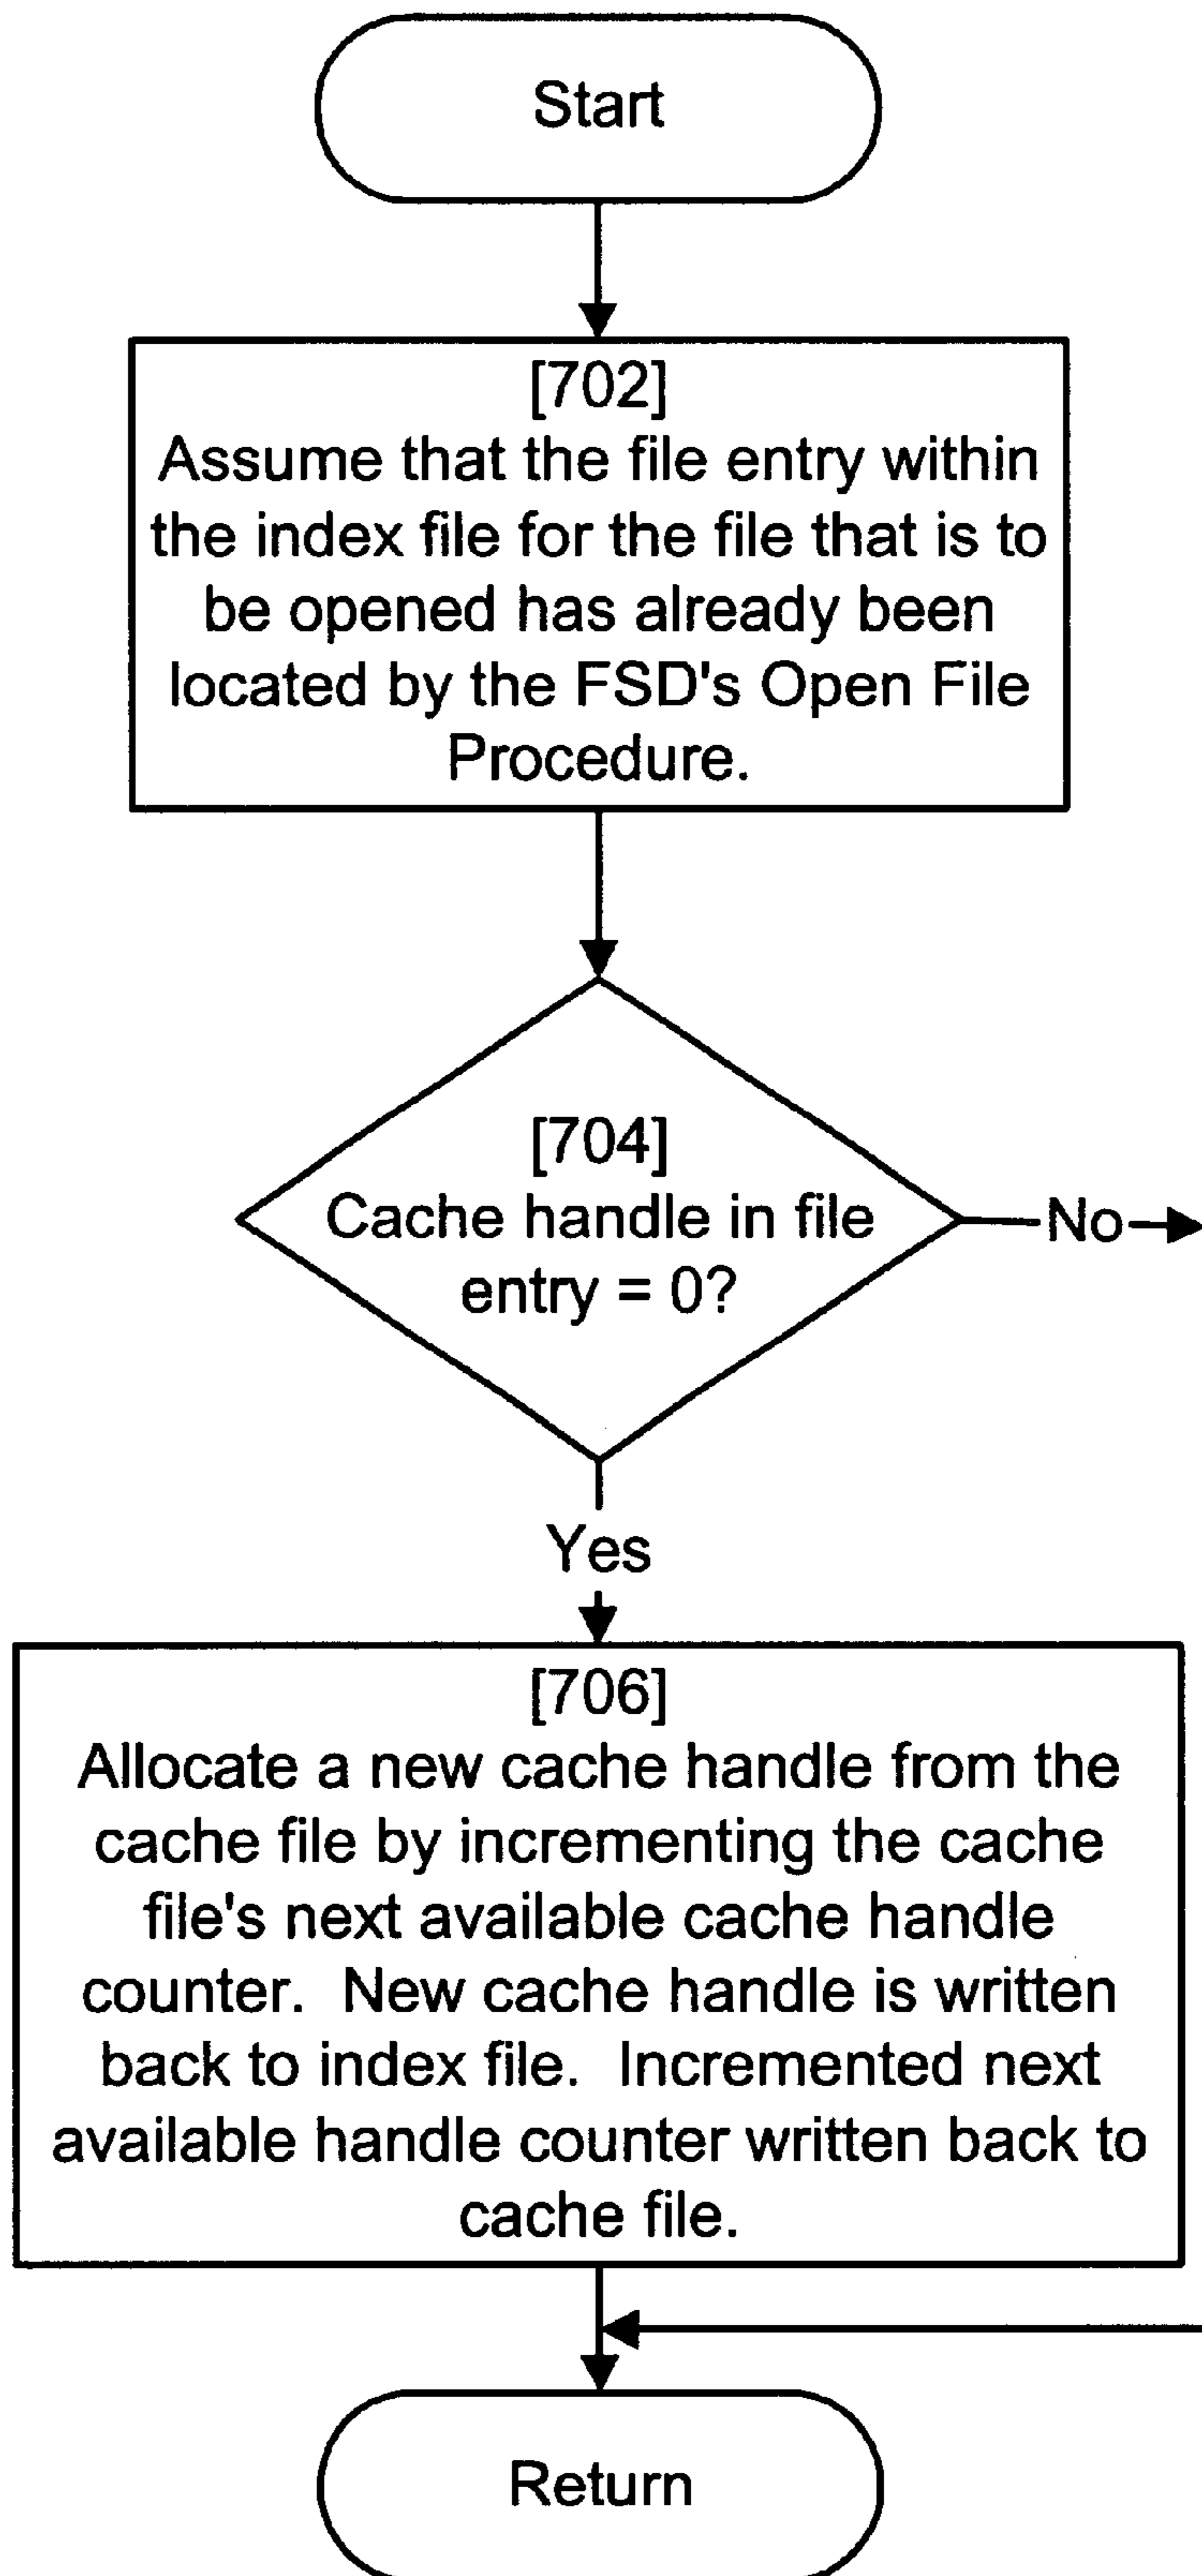 Start
[702]
Assume that the file entry within
the index file for the file that is to
be opened has already been
located by the FSD's Open File
Procedure.
[704]
Cache handle in file
entry = 0?
No
Yes
[706]
Allocate a new cache handle from the
cache file by incrementing the cache
file's next available cache handle
counter.  New cache handle is written
back to index file.  Incremented next
available handle counter written back to
cache file.
Return